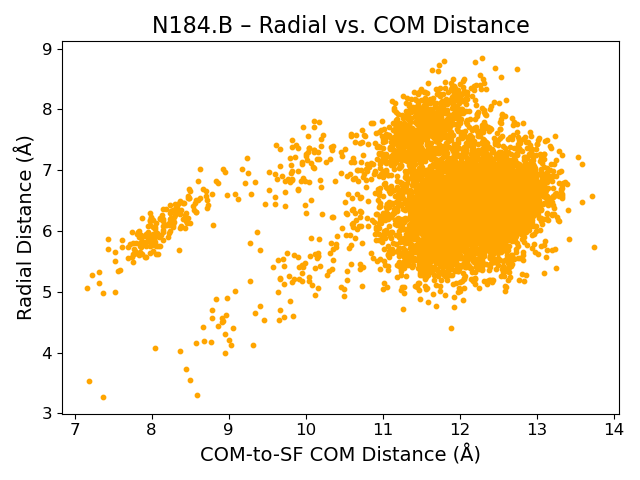 N184.B – Radial vs. COM Distance
9
8
7
6
5
4
3
Radial Distance (Å)
7 8 9 10 11 12 13 14
COM-to-SF COM Distance (Å)